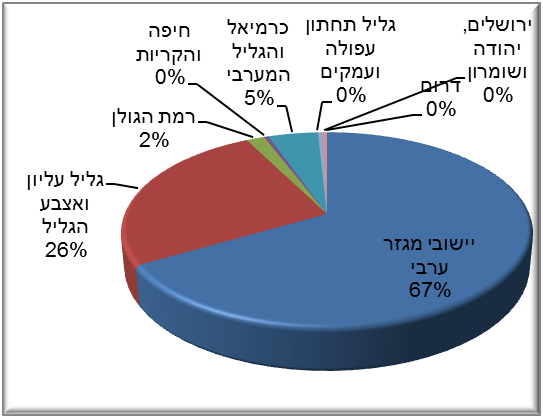 ירושלים,
יהודה
ושומרון
0%
דרום
0%
גליל תחתון
עפולה
ועמקים
0%
כרמיאל
והגליל
המערבי
5%
חיפה
והקריות
0%
רמת הגולן
2%
גליל עליון
ואצבע
הגליל
26%
יישובי מגזר
ערבי
67%